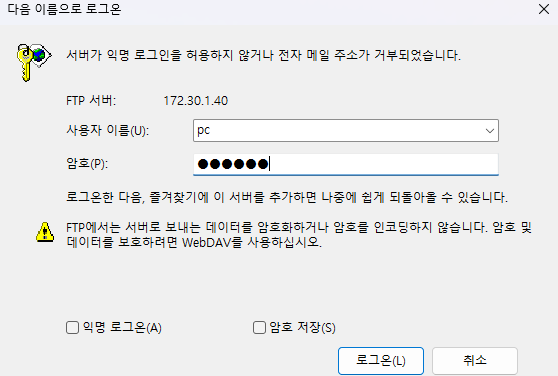 다음 이름으로 로그온
서버가 익명 로그인을 허용하지 않거나 전자 메일 주소가 거부되었습니다.
FTP 서버: 172.30.1.40
사용자 이름(U): pc
암호(P): ●●●●●●
로그온한 다음, 즐겨찾기에 이 서버를 추가하면 나중에 쉽게 되돌아올 수 있습니다.
FTP에서는 서버로 보내는 데이터를 암호화하거나 암호를 인코딩하지 않습니다. 암호 및
데이터를 보호하려면 WebDAV를 사용하십시오.
익명 로그온(A) 암호 저장(S)
로그온(L) 취소